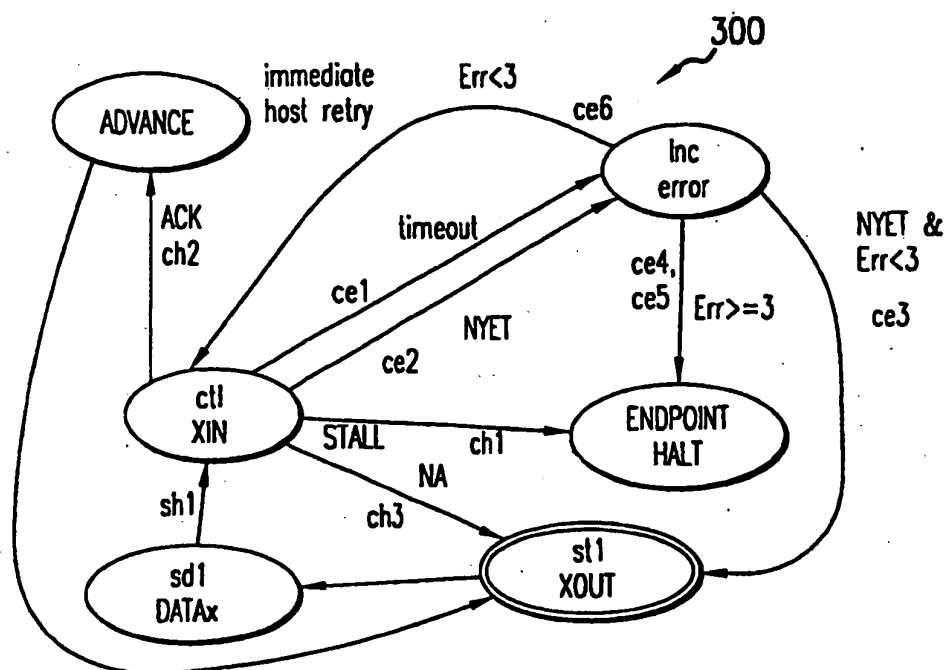 300
immediate
host retry
Err<3
ce6
ADVANCE
Inc
error
ACK
ch2
timeout
NYET &
Err<3
ce3
ce4,
ce5
Err>=3
ce1
NYET
ce2
ctl
XIN
STALL
ch1
ENDPOINT
HALT
NA
ch3
sh1
st1
XOUT
sd1
DATAx